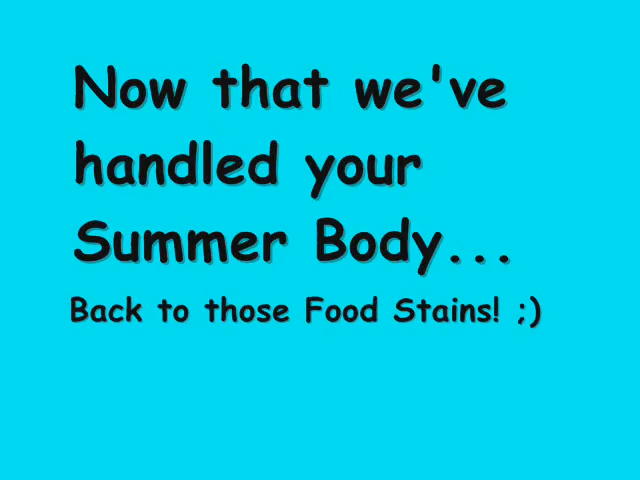 Now that we've
handled your
Summer Body...
Back to those Food Stains! ;)